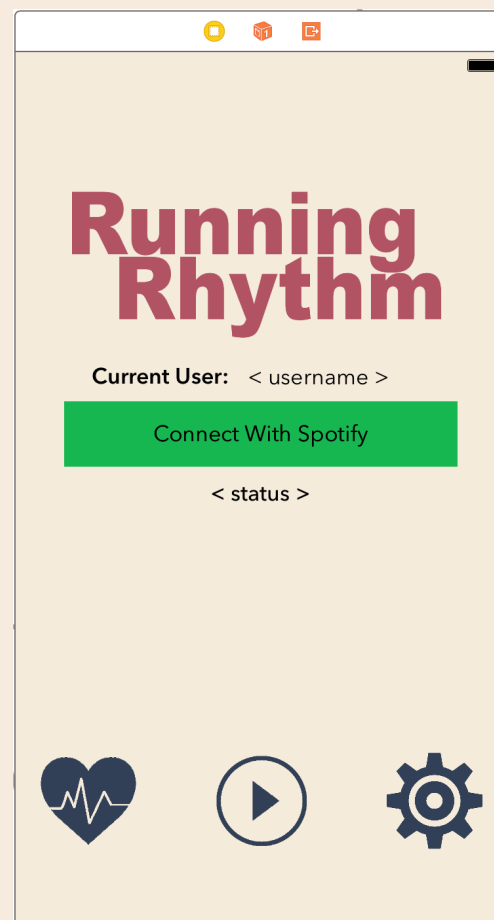 Running
Rhythm
Current User: < username >
Connect With Spotify
< status >